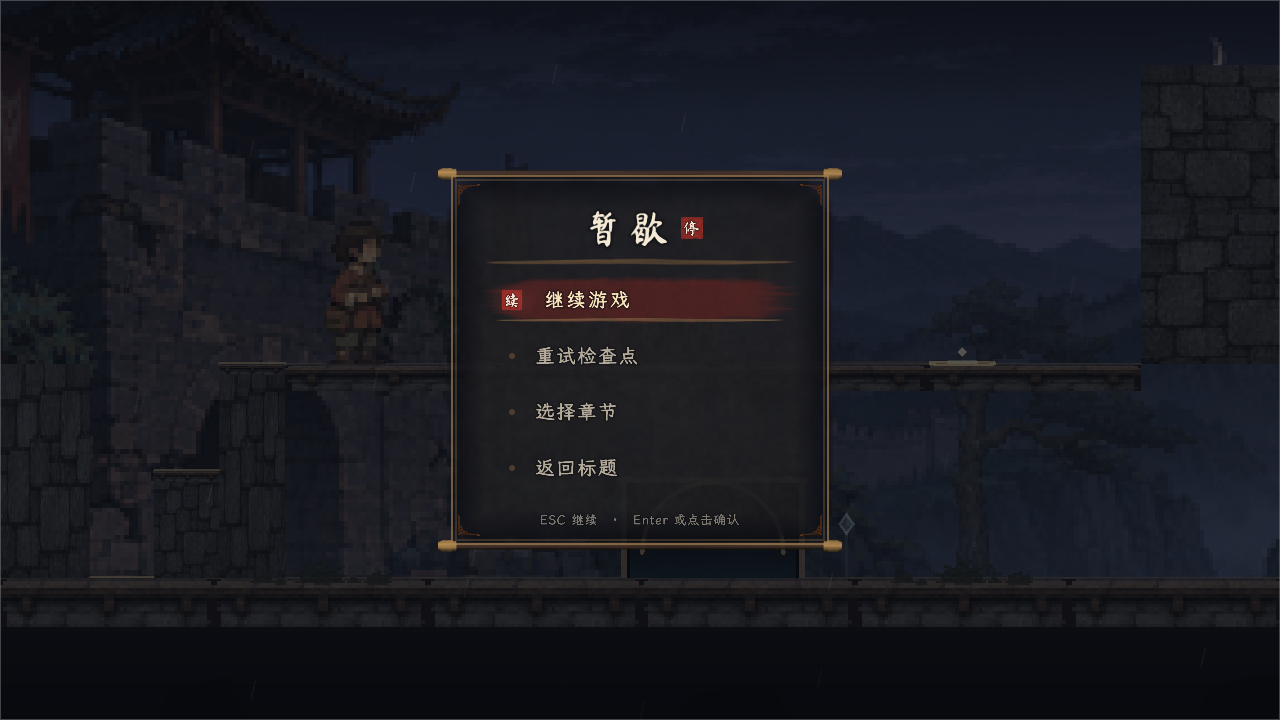 暂歇 停
续 继续游戏
重试检查点
选择章节
返回标题
ESC 继续 · Enter 或点击确认